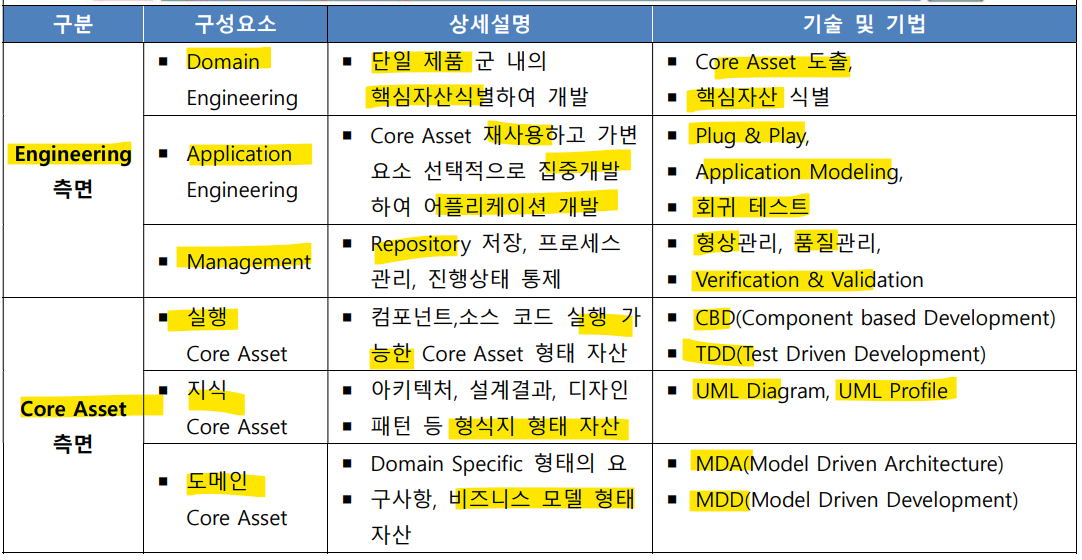 구분 구성요소 상세설명 기술 및 기법
Engineering
측면
▪ Domain
Engineering
▪ 단일 제품 군 내의
핵심자산식별하여 개발
▪ Core Asset 도출,
▪ 핵심자산 식별
▪ Application
Engineering
▪ Core Asset 재사용하고 가변
요소 선택적으로 집중개발
하여 어플리케이션 개발
▪ Plug & Play,
▪ Application Modeling,
▪ 회귀 테스트
▪ Management
▪ Repository 저장, 프로세스
관리, 진행상태 통제
▪ 형상관리, 품질관리,
▪ Verification & Validation
Core Asset
측면
▪ 실행
Core Asset
▪ 컴포넌트,소스 코드 실행 가
능한 Core Asset 형태 자산
▪ CBD(Component based Development)
▪ TDD(Test Driven Development)
▪ 지식
Core Asset
▪ 아키텍처, 설계결과, 디자인
▪ 패턴 등 형식지 형태 자산
▪ UML Diagram, UML Profile
▪ 도메인
Core Asset
▪ Domain Specific 형태의 요
▪ 구사항, 비즈니스 모델 형태
자산
▪ MDA(Model Driven Architecture)
▪ MDD(Model Driven Development)